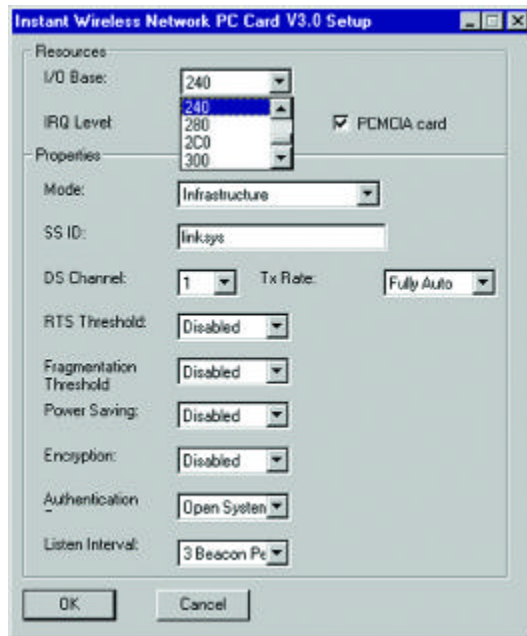 Instant Wireless Network PC Card V3.0 Setup
Resources
I/O Base: 240
240
280
2C0
300
IRQ Level
PCMCIA card
Properties
Mode: Infrastructure
SS ID: linksys
DS Channel: 1 Tx Rate: Fully Auto
RTS Threshold: Disabled
Fragmentation
Threshold Disabled
Power Saving: Disabled
Encryption: Disabled
Authentication Open System
Listen Interval: 3 Beacon Pe
OK Cancel